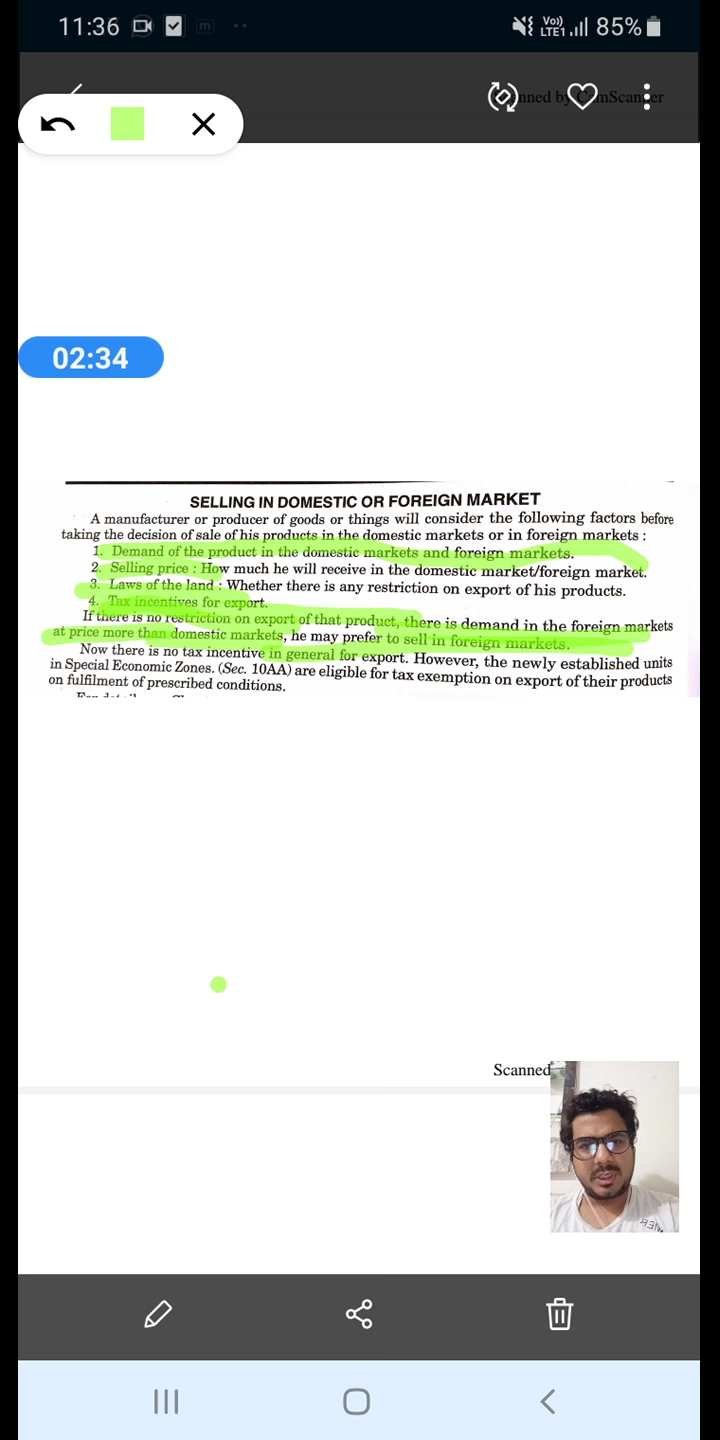 11:36
Vo))
LTE1
85%
nned by CamScanner
02:34
SELLING IN DOMESTIC OR FOREIGN MARKET
A manufacturer or producer of goods or things will consider the following factors before
taking the decision of sale of his products in the domestic markets or in foreign markets :
1. Demand of the product in the domestic markets and foreign markets.
2. Selling price : How much he will receive in the domestic market/foreign market.
3. Laws of the land : Whether there is any restriction on export of his products.
4. Tax incentives for export.
If there is no restriction on export of that product, there is demand in the foreign markets
at price more than domestic markets, he may prefer to sell in foreign markets.
Now there is no tax incentive in general for export. However, the newly established units
in Special Economic Zones. (Sec. 10AA) are eligible for tax exemption on export of their products
on fulfilment of prescribed conditions.
Scanned